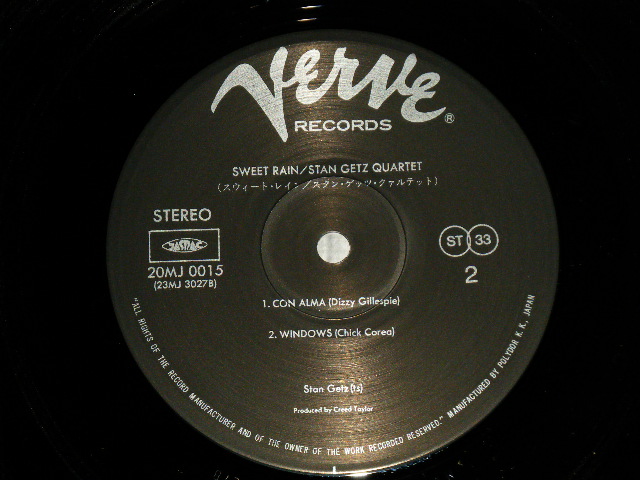 Verve
RECORDS
®
SWEET RAIN/STAN GETZ QUARTET
(スウィート・レイン/スタン・ゲッツ・クァルテット)
STEREO
JASRAC
20MJ 0015
(23MJ 3027B)
ST 33
2
1. CON ALMA (Dizzy Gillespie)
2. WINDOWS (Chick Corea)
Stan Getz (ts)
Produced by Creed Taylor
"ALL RIGHTS OF THE RECORD MANUFACTURER AND OF THE OWNER OF THE WORK RECORDED RESERVED." MANUFACTURED BY POLYDOR K. K., JAPAN